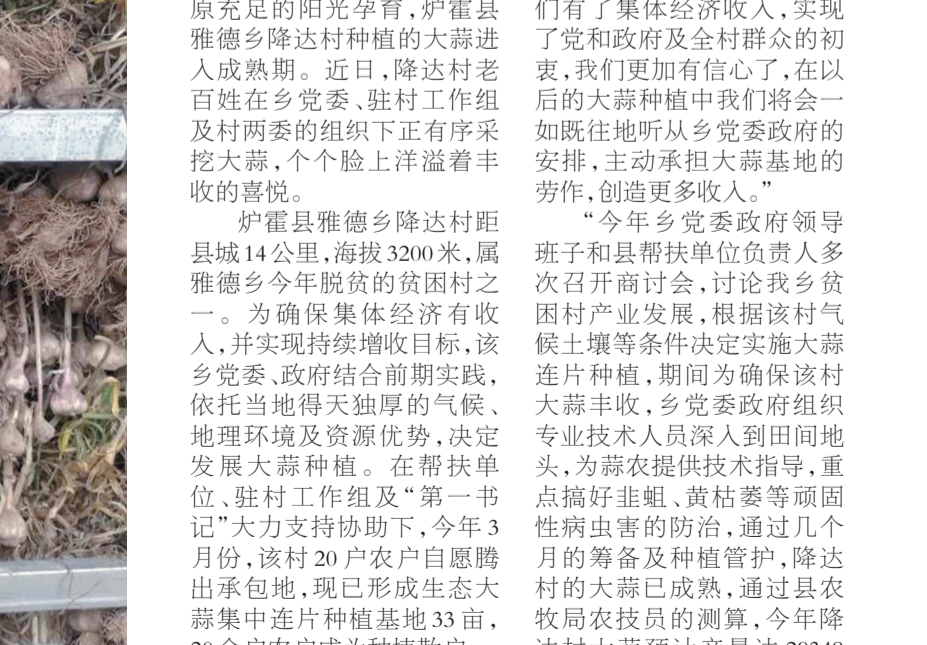 原充足的阳光孕育，炉霍县
雅德乡降达村种植的大蒜进
入成熟期。近日，降达村老
百姓在乡党委、驻村工作组
及村两委的组织下正有序采
挖大蒜，个个脸上洋溢着丰
收的喜悦。
炉霍县雅德乡降达村距
县城14公里，海拔3200米，属
雅德乡今年脱贫的贫困村之
一。为确保集体经济有收
入，并实现持续增收目标，该
乡党委、政府结合前期实践，
依托当地得天独厚的气候、
地理环境及资源优势，决定
发展大蒜种植。在帮扶单
位、驻村工作组及“第一书
记”大力支持协助下，今年3
月份，该村20户农户自愿腾
出承包地，现已形成生态大
蒜集中连片种植基地33亩，
们有了集体经济收入，实现
了党和政府及全村群众的初
衷，我们更加有信心了，在以
后的大蒜种植中我们将会一
如既往地听从乡党委政府的
安排，主动承担大蒜基地的
劳作，创造更多收入。”
“今年乡党委政府领导
班子和县帮扶单位负责人多
次召开商讨会，讨论我乡贫
困村产业发展，根据该村气
候土壤等条件决定实施大蒜
连片种植，期间为确保该村
大蒜丰收，乡党委政府组织
专业技术人员深入到田间地
头，为蒜农提供技术指导，重
点搞好韭蛆、黄枯萎等顽固
性病虫害的防治，通过几个
月的筹备及种植管护，降达
村的大蒜已成熟，通过县农
牧局农技员的测算，今年降